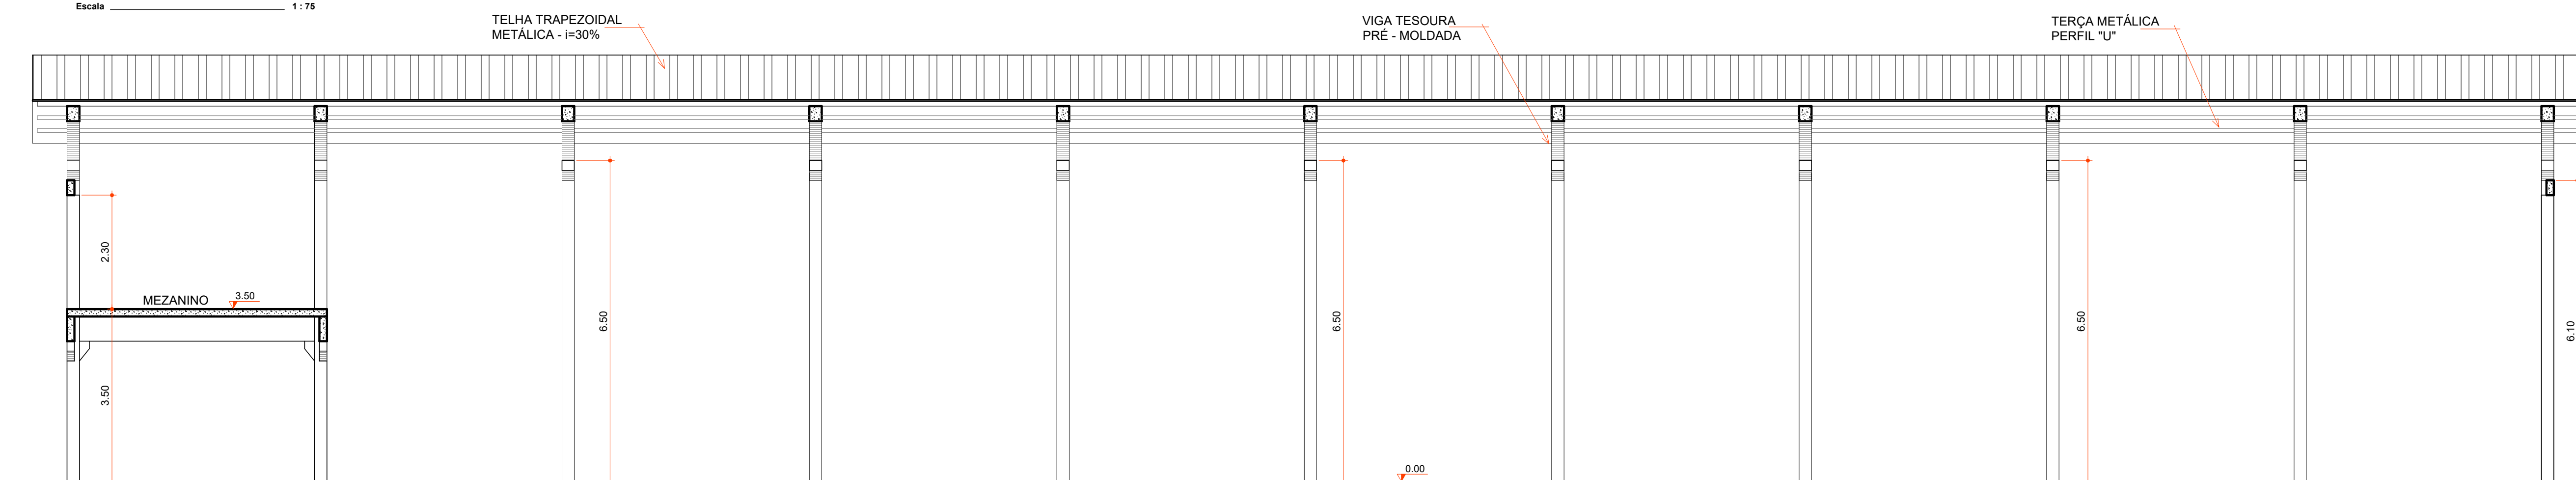 Escala 1 : 75
TELHA TRAPEZOIDAL
METÁLICA - i=30%
VIGA TESOURA
PRÉ - MOLDADA
TERÇA METÁLICA
PERFIL "U"
2.30
MEZANINO
3.50
3.50
6.50
6.50
6.50
6.10
0.00